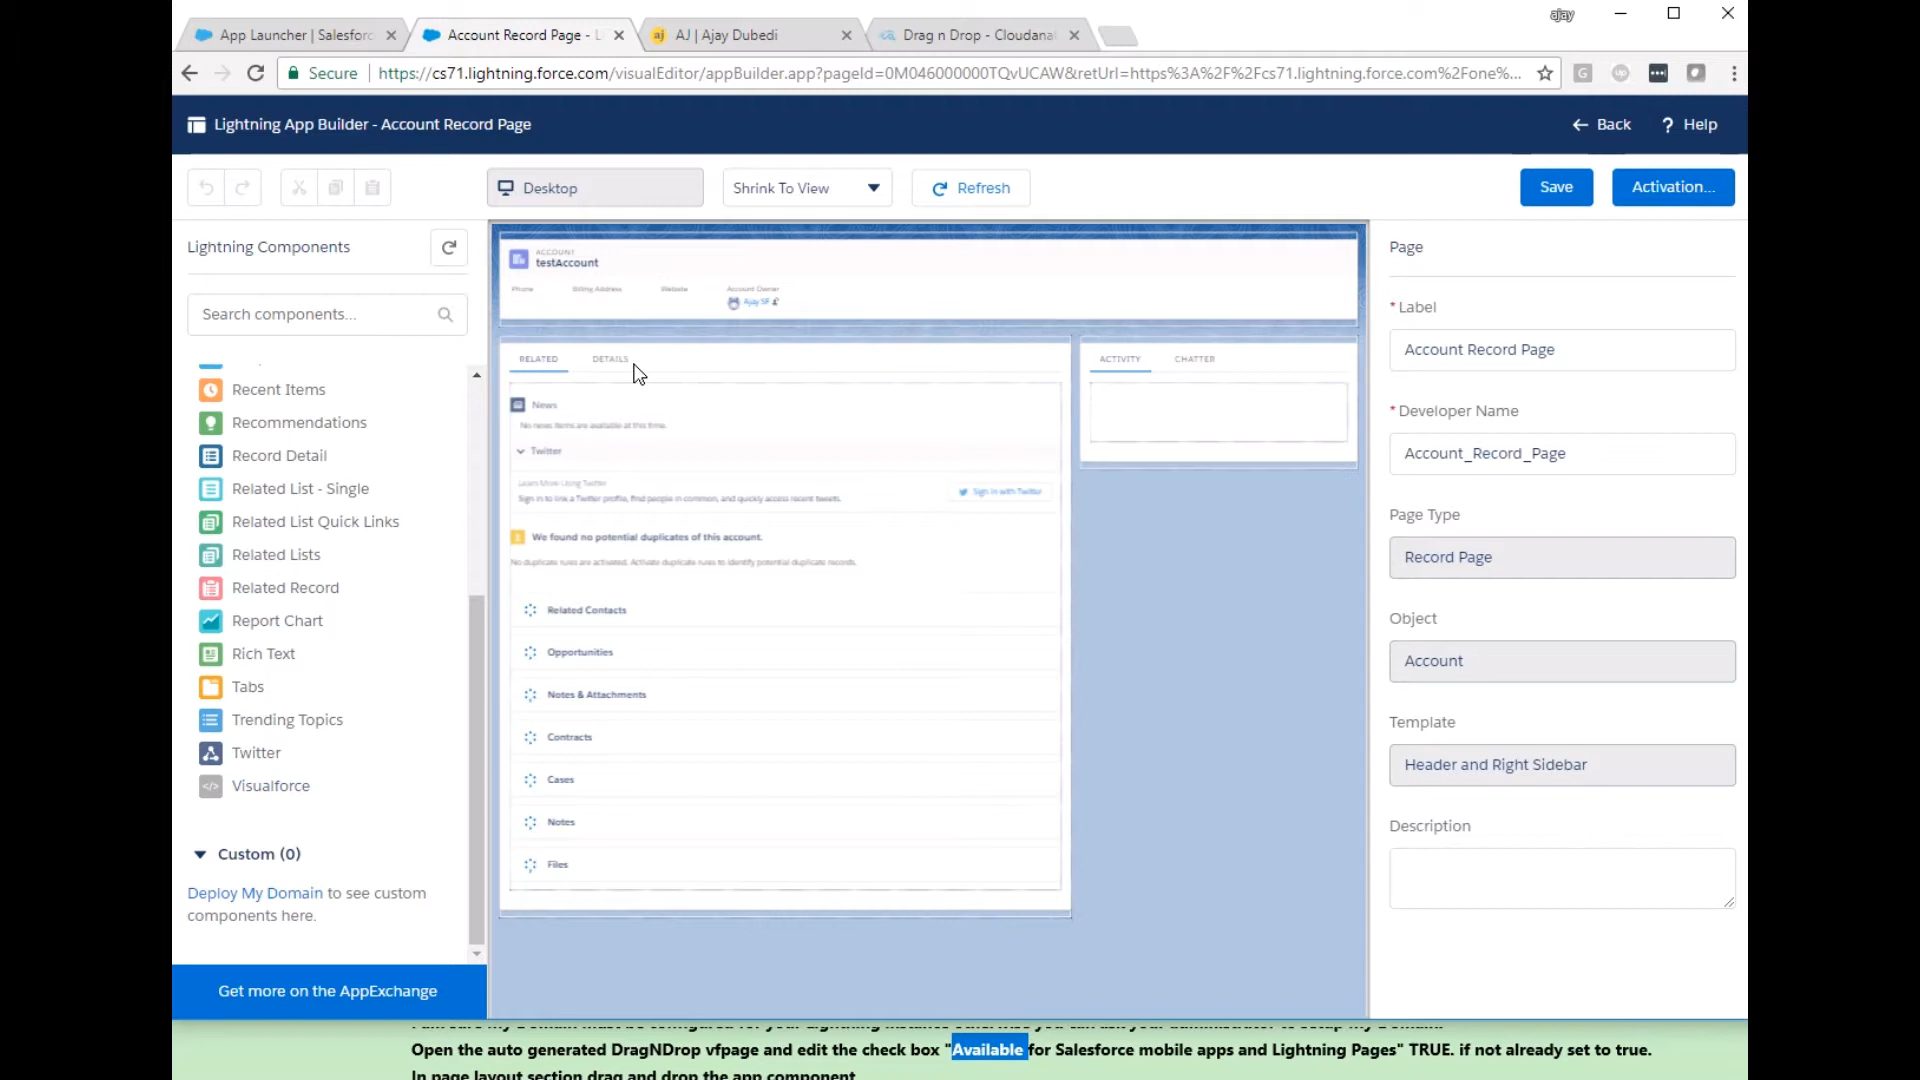 ajay
App Launcher | Salesforc
Account Record Page - L
AJ | Ajay Dubedi
Drag n Drop - Cloudanal
Secure
https://cs71.lightning.force.com/visualEditor/appBuilder.app?pageId=0M046000000TQvUCAW&retUrl=https%3A%2F%2Fcs71.lightning.force.com%2Fone%...
Lightning App Builder - Account Record Page
Back
? Help
Desktop
Shrink To View
Refresh
Save
Activation...
Lightning Components
Search components...
Recent Items
Recommendations
Record Detail
Related List - Single
Related List Quick Links
Related Lists
Related Record
Report Chart
Rich Text
Tabs
Trending Topics
Twitter
Visualforce
Custom (0)
Deploy My Domain to see custom
components here.
Get more on the AppExchange
ACCOUNT
testAccount
Phone
Billing Address
Website
Account Owner
Ajay SF
RELATED
DETAILS
News
No news items are available at this time.
Twitter
Learn More Using Twitter
Sign in to link a Twitter profile, find people in common, and quickly access recent tweets.
Sign in with Twitter
We found no potential duplicates of this account.
No duplicate rules are activated. Activate duplicate rules to identify potential duplicate records.
Related Contacts
Opportunities
Notes & Attachments
Contracts
Cases
Notes
Files
ACTIVITY
CHATTER
Page
* Label
Account Record Page
* Developer Name
Account_Record_Page
Page Type
Record Page
Object
Account
Template
Header and Right Sidebar
Description
Open the auto generated DragNDrop vfpage and edit the check box "Available for Salesforce mobile apps and Lightning Pages" TRUE. if not already set to true.
In page layout section drag and drop the app component